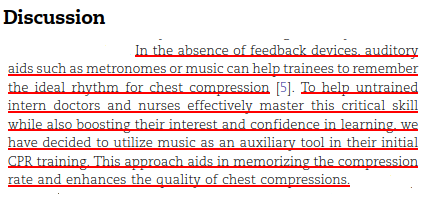 Discussion
In the absence of feedback devices, auditory
aids such as metronomes or music can help trainees to remember
the ideal rhythm for chest compression [5]. To help untrained
intern doctors and nurses effectively master this critical skill
while also boosting their interest and confidence in learning, we
have decided to utilize music as an auxiliary tool in their initial
CPR training. This approach aids in memorizing the compression
rate and enhances the quality of chest compressions.